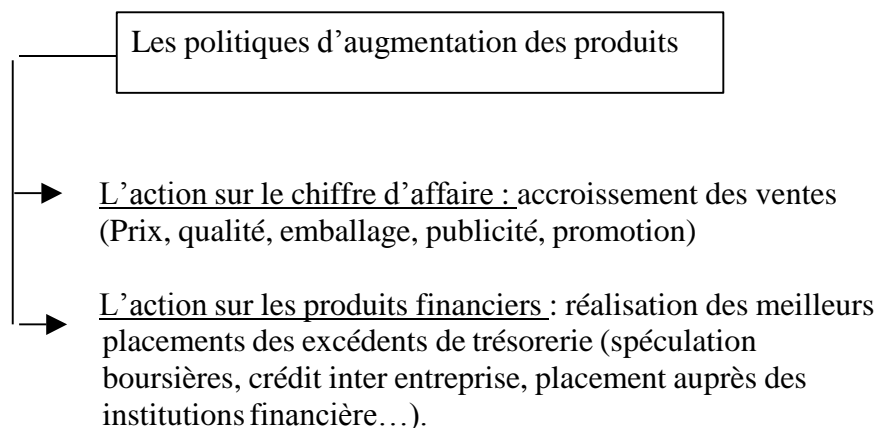 Les politiques d’augmentation des produits
L’action sur le chiffre d’affaire : accroissement des ventes
(Prix, qualité, emballage, publicité, promotion)
L’action sur les produits financiers : réalisation des meilleurs
placements des excédents de trésorerie (spéculation
boursières, crédit inter entreprise, placement auprès des
institutions financière…).